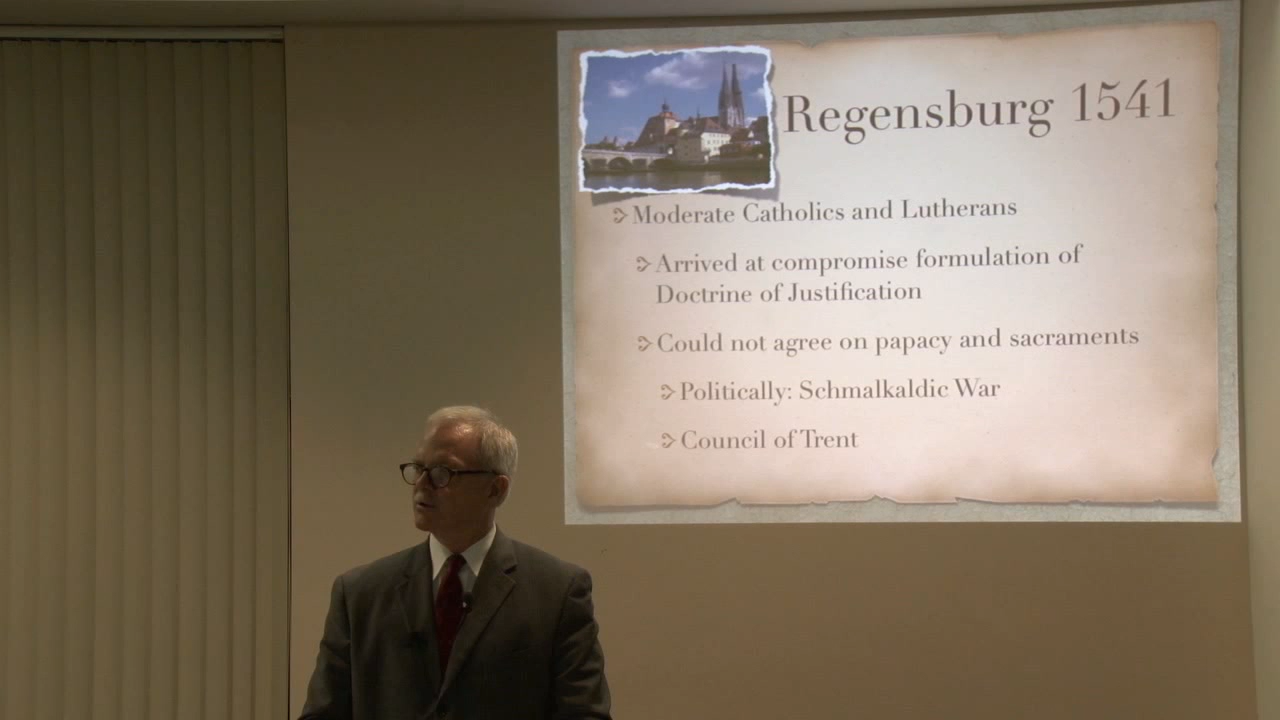 Regensburg 1541
Moderate Catholics and Lutherans
Arrived at compromise formulation of
Doctrine of Justification
Could not agree on papacy and sacraments
Politically: Schmalkaldic War
Council of Trent